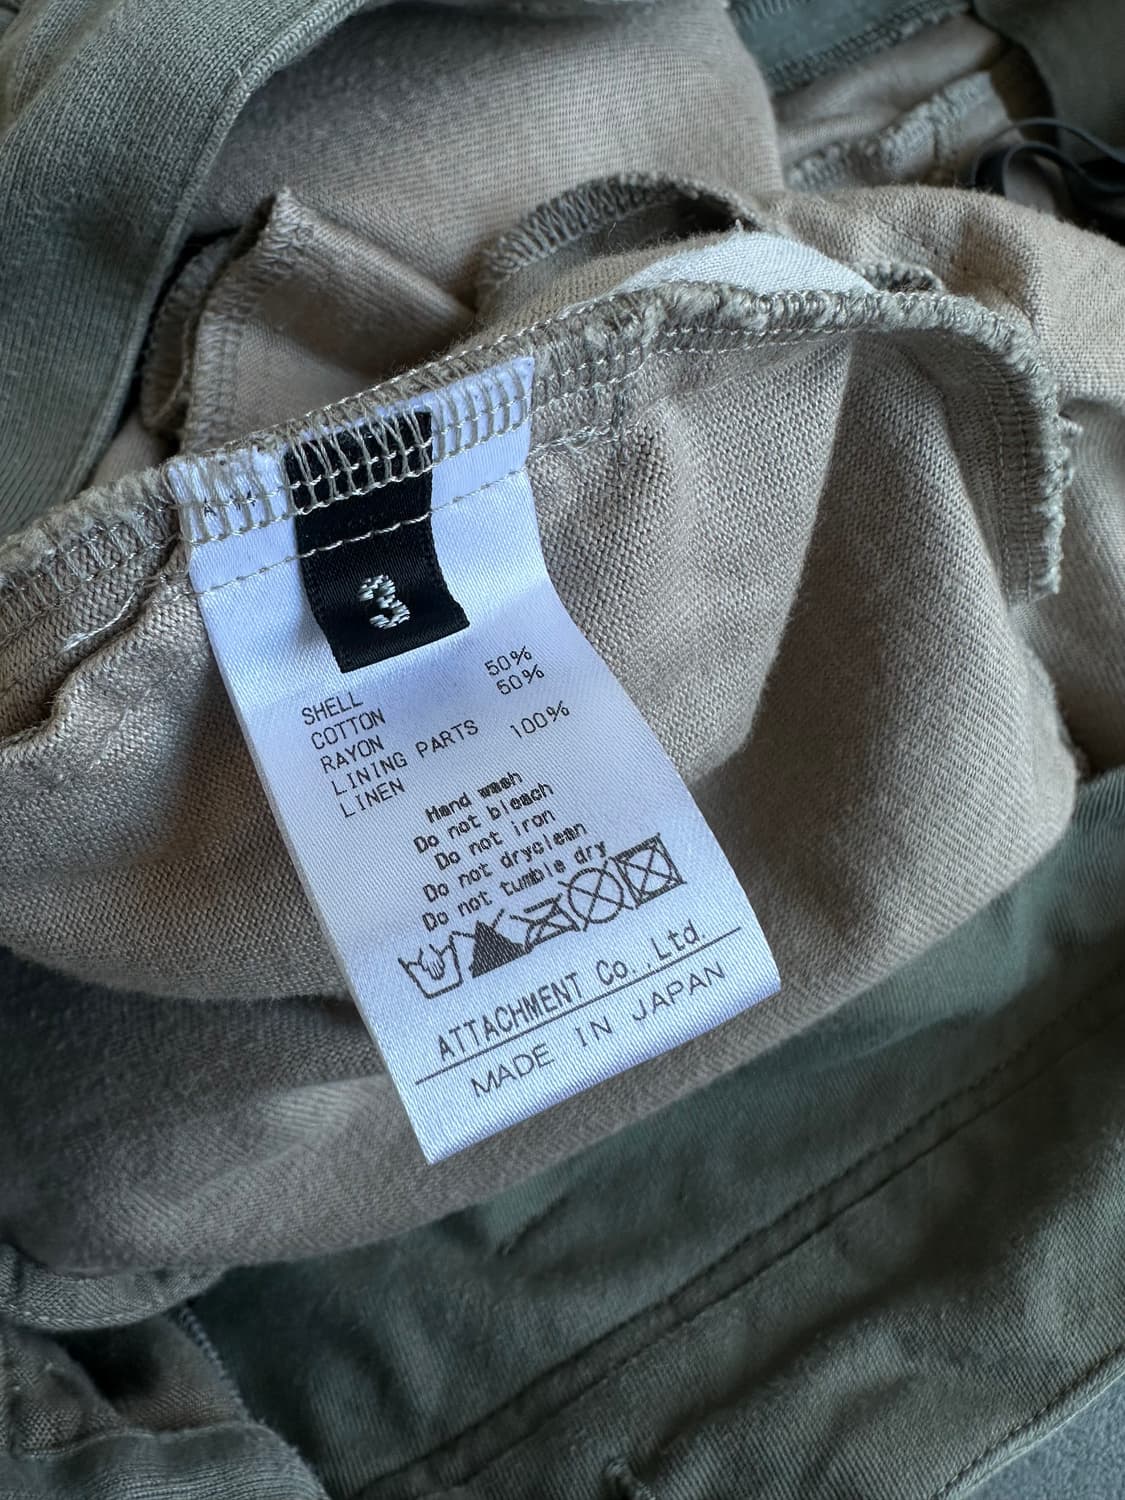 3
SHELL
COTTON 50%
RAYON 50%
LINING PARTS
LINEN 100%
Hand wash
Do not bleach
Do not iron
Do not dryclean
Do not tumble dry
ATTACHMENT Co.,Ltd.
MADE IN JAPAN